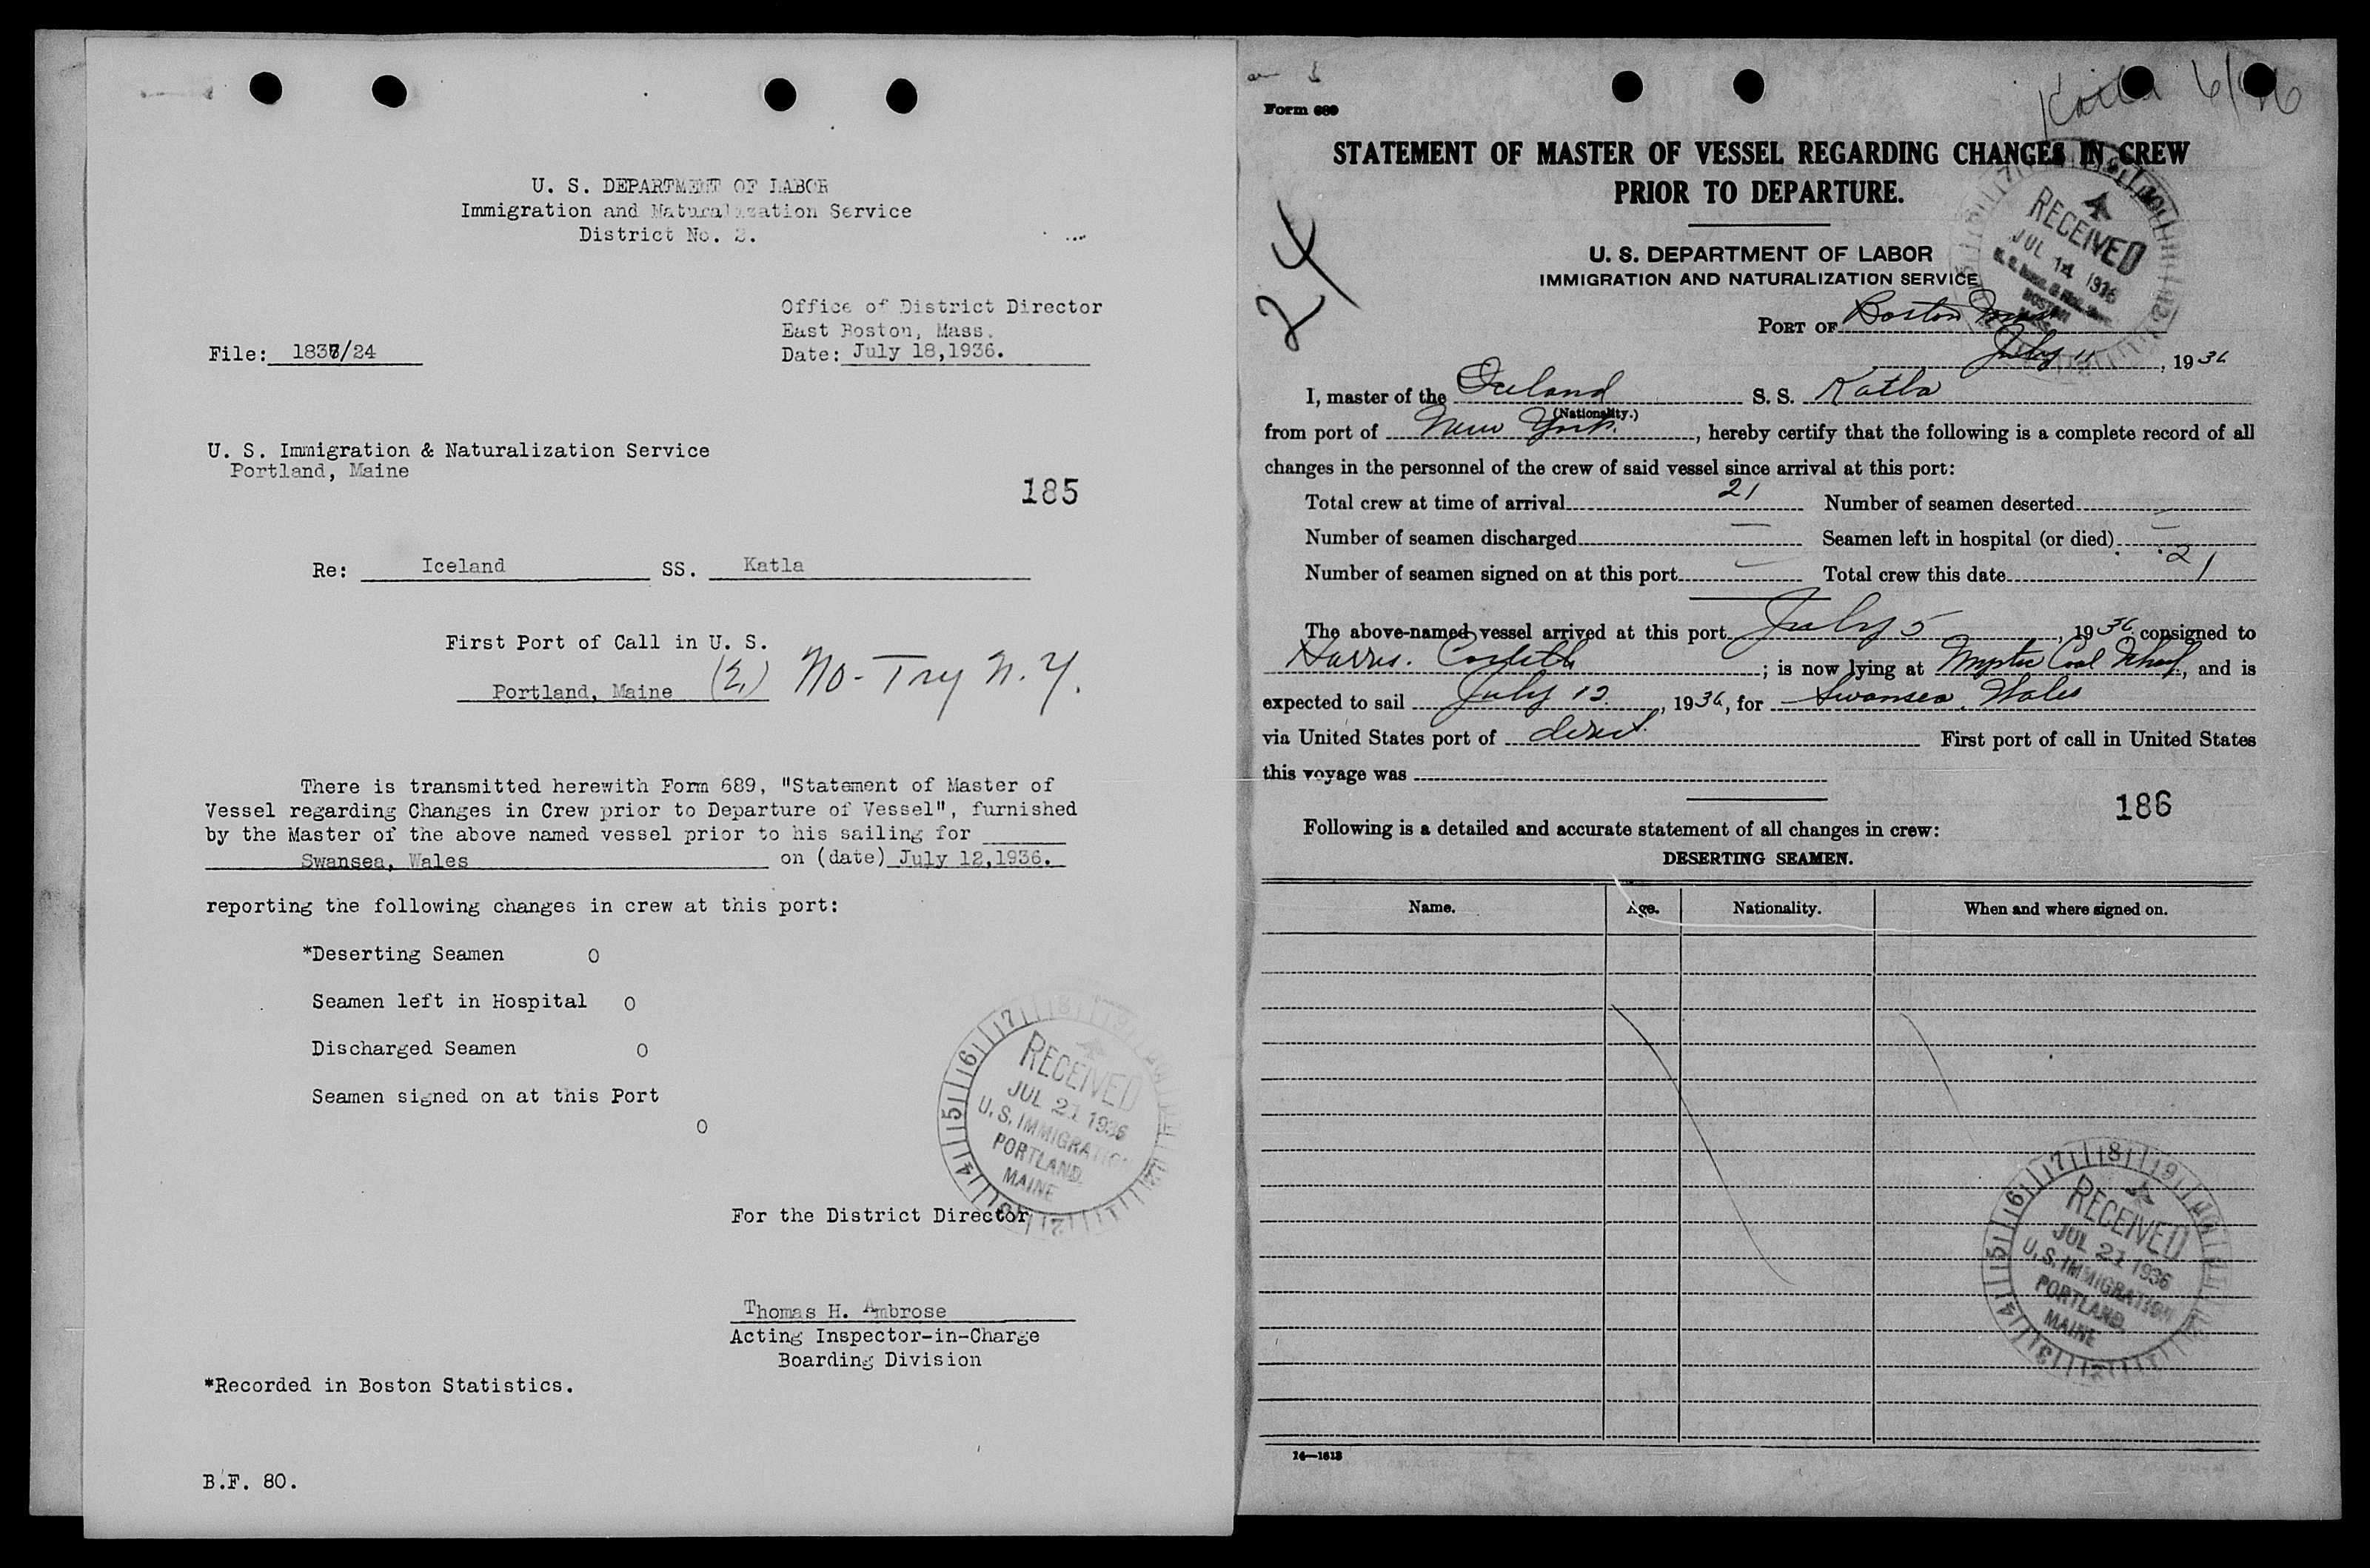 U. S. DEPARTMENT OF LABOR
Immigration and Naturalization Service
District No. 2.
Office of District Director
East Boston, Mass.
File: 1837/24
Date: July 18,1936.
U. S. Immigration & Naturalization Service
Portland, Maine
185
Re: Iceland SS. Katla
First Port of Call in U. S.
Portland, Maine No - Try N.Y.
There is transmitted herewith Form 689, "Statement of Master of
Vessel regarding Changes in Crew prior to Departure of Vessel", furnished
by the Master of the above named vessel prior to his sailing for
Swansea, Wales on (date) July 12,1936.
reporting the following changes in crew at this port:
*Deserting Seamen 0
Seamen left in Hospital 0
Discharged Seamen 0
Seamen signed on at this Port
0
RECEIVED
JUL 21 1936
U.S. IMMIGRATION
PORTLAND,
MAINE
For the District Director
Thomas H. Ambrose
Acting Inspector-in-Charge
Boarding Division
*Recorded in Boston Statistics.
B.F. 80.
Form 689
Katla
STATEMENT OF MASTER OF VESSEL REGARDING CHANGES IN CREW
PRIOR TO DEPARTURE.
24
U. S. DEPARTMENT OF LABOR
IMMIGRATION AND NATURALIZATION SERVICE
RECEIVED
JUL 14 1936
BOSTON
PORT OF Boston Mass
July 11, 1936
I, master of the Iceland S. S. Katla
(Nationality.)
from port of New York, hereby certify that the following is a complete record of all
changes in the personnel of the crew of said vessel since arrival at this port:
Total crew at time of arrival 21 Number of seamen deserted —
Number of seamen discharged — Seamen left in hospital (or died) —
Number of seamen signed on at this port — Total crew this date 21
The above-named vessel arrived at this port July 5, 1936 consigned to
Harris. ; is now lying at Mystic Coal Wharf, and is
expected to sail July 12, 1936, for Swansea, Wales
via United States port of direct. First port of call in United States
this voyage was
186
Following is a detailed and accurate statement of all changes in crew:
DESERTING SEAMEN.
Name. Age. Nationality. When and where signed on.
RECEIVED
JUL 21 1936
U.S. IMMIGRATION
PORTLAND,
MAINE
14—1613